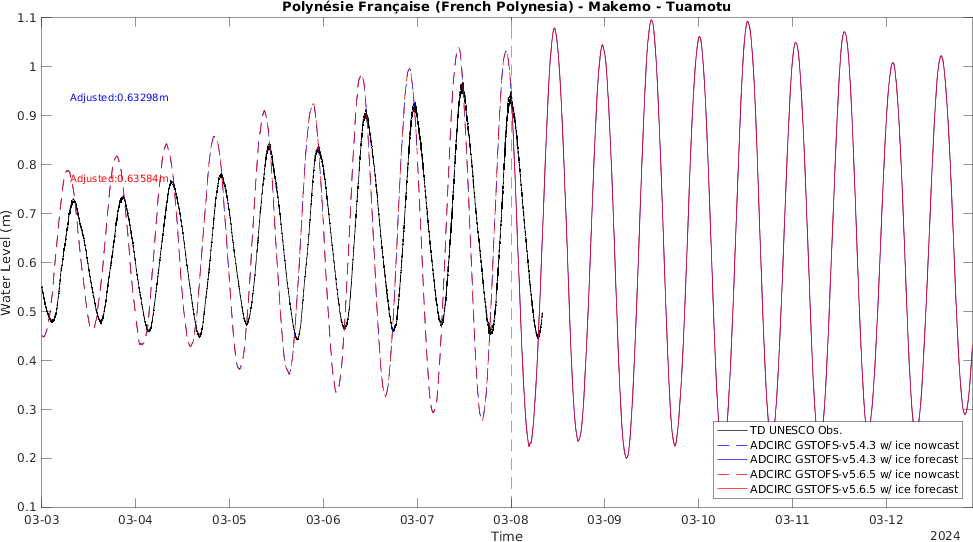 Polynésie Française (French Polynesia) - Makemo - Tuamotu
1.1
1
0.9
0.8
0.7
0.6
0.5
0.4
0.3
0.2
0.1
Water Level (m)
Adjusted:0.63298m
Adjusted:0.63584m
TD UNESCO Obs.
ADCIRC GSTOFS-v5.4.3 w/ ice nowcast
ADCIRC GSTOFS-v5.4.3 w/ ice forecast
ADCIRC GSTOFS-v5.6.5 w/ ice nowcast
ADCIRC GSTOFS-v5.6.5 w/ ice forecast
03-03 03-04 03-05 03-06 03-07 03-08 03-09 03-10 03-11 03-12
Time
2024